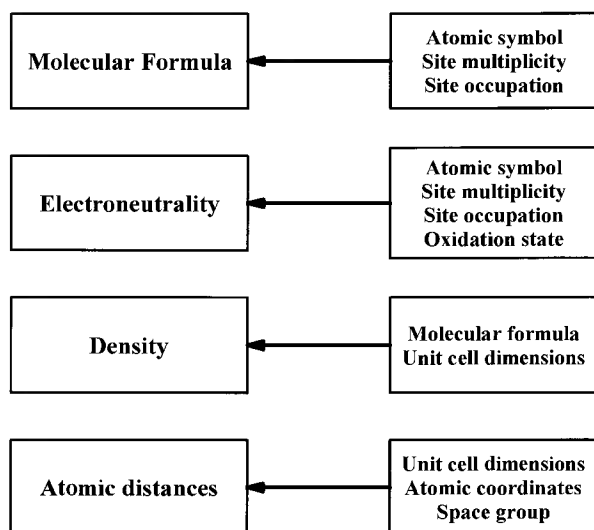 Molecular Formula
Atomic symbol
Site multiplicity
Site occupation
Electroneutrality
Atomic symbol
Site multiplicity
Site occupation
Oxidation state
Density
Molecular formula
Unit cell dimensions
Atomic distances
Unit cell dimensions
Atomic coordinates
Space group